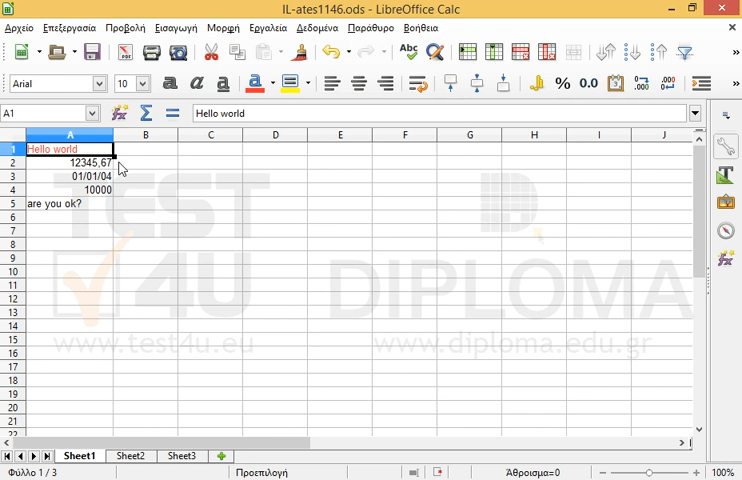 IL-ates1146.ods - LibreOffice Calc
Αρχείο Επεξεργασία Προβολή Εισαγωγή Μορφή Εργαλεία Δεδομένα Παράθυρο Βοήθεια
Arial 10 a a a 0.0
A1 Hello world
A B C D E F G H I J
1 Hello world
2 12345,67
3 01/01/04
4 10000
5 are you ok?
6
7
8
9
10
11
12
13
14
15
16
17
18
19
20
21
22
TEST 4U
www.test4u.eu
DIPLOMA
www.diploma.edu.gr
Sheet1 Sheet2 Sheet3
Φύλλο 1 / 3 Προεπιλογή Άθροισμα=0 100%